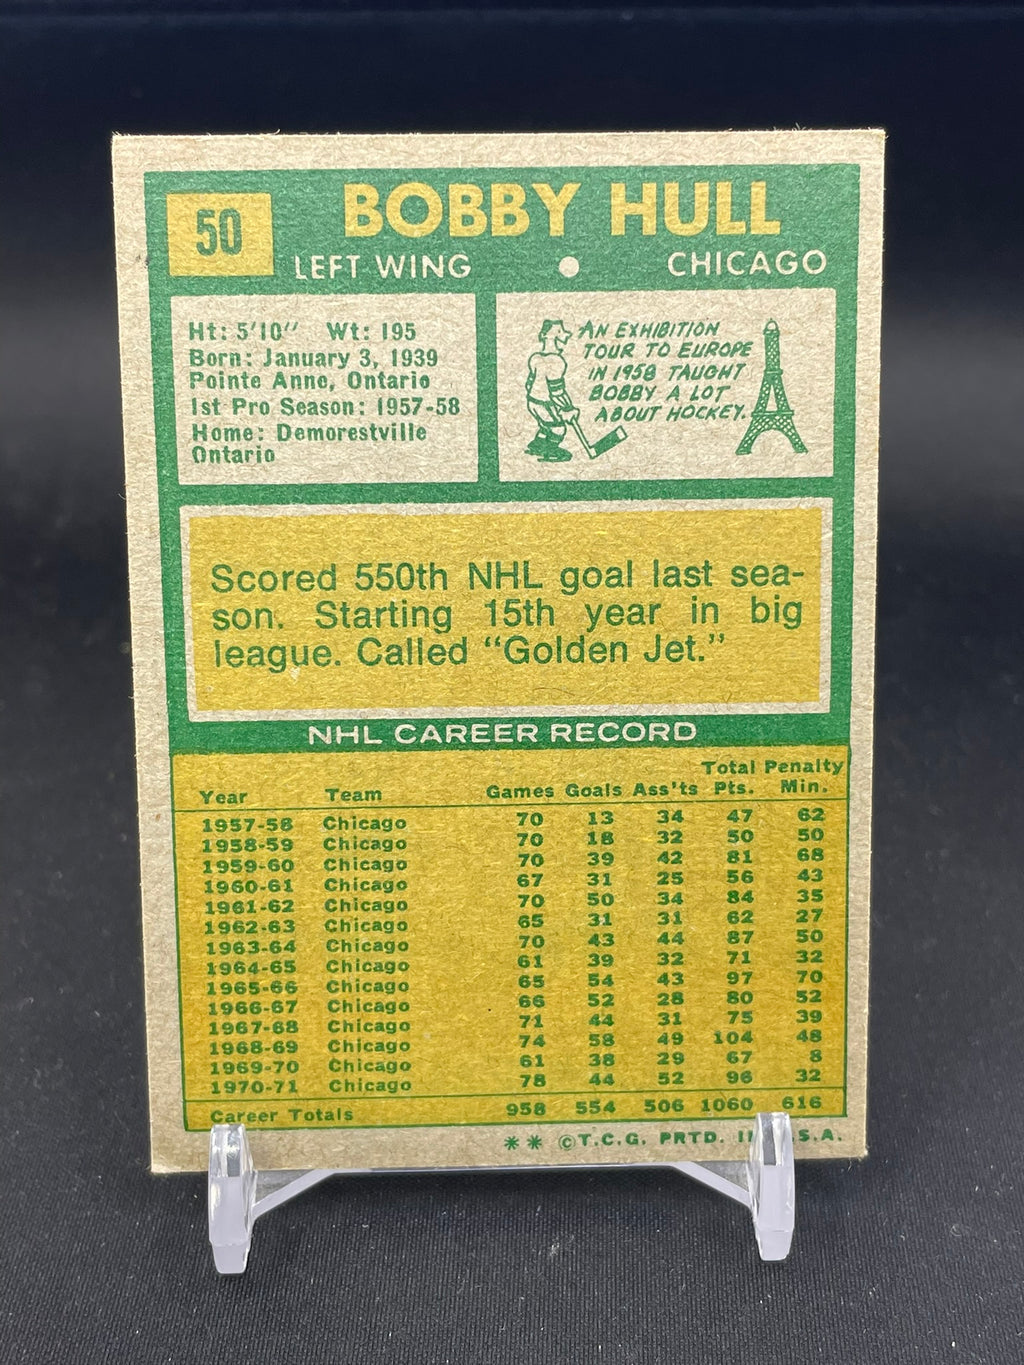 50
BOBBY HULL
LEFT WING • CHICAGO
Ht: 5'10" Wt: 195
Born: January 3, 1939
Pointe Anne, Ontario
1st Pro Season: 1957-58
Home: Demorestville
Ontario
AN EXHIBITION
TOUR TO EUROPE
IN 1958 TAUGHT
BOBBY A LOT
ABOUT HOCKEY.
Scored 550th NHL goal last sea-
son. Starting 15th year in big
league. Called "Golden Jet."
NHL CAREER RECORD
Total Penalty
Year Team Games Goals Ass'ts Pts. Min.
1957-58 Chicago 70 13 34 47 62
1958-59 Chicago 70 18 32 50 50
1959-60 Chicago 70 39 42 81 68
1960-61 Chicago 67 31 25 56 43
1961-62 Chicago 70 50 34 84 35
1962-63 Chicago 65 31 31 62 27
1963-64 Chicago 70 43 44 87 50
1964-65 Chicago 61 39 32 71 32
1965-66 Chicago 65 54 43 97 70
1966-67 Chicago 66 52 28 80 52
1967-68 Chicago 71 44 31 75 39
1968-69 Chicago 74 58 49 104 48
1969-70 Chicago 61 38 29 67 8
1970-71 Chicago 78 44 52 96 32
Career Totals 958 554 506 1060 616
** ©T.C.G. PRTD. I .S.A.